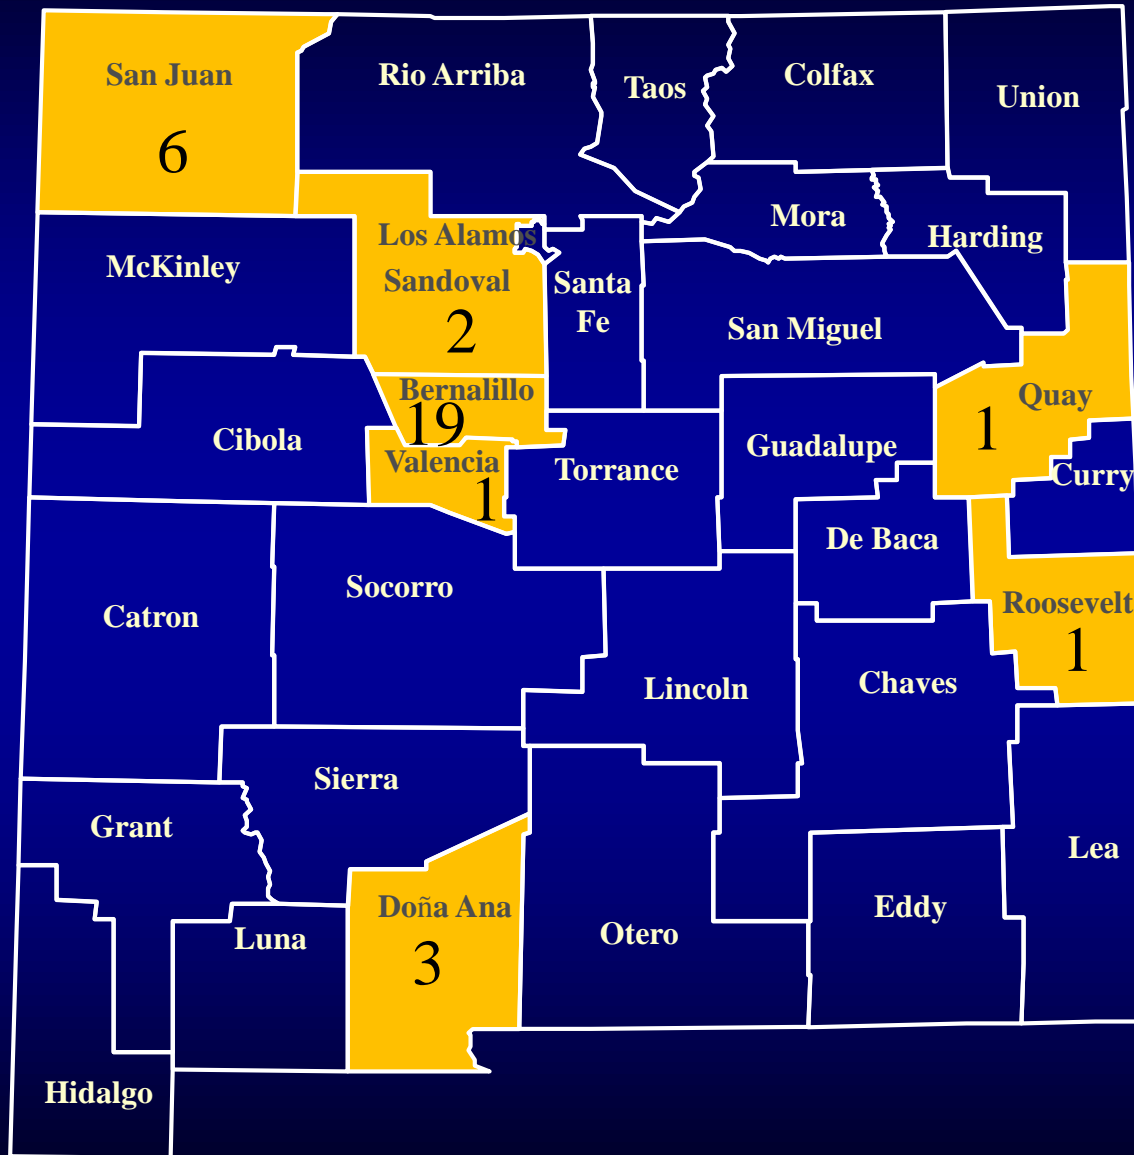 San Juan
6
Rio Arriba
Taos
Colfax
Union
Los Alamos
Mora
Harding
McKinley
Sandoval
2
Santa
Fe
San Miguel
Bernalillo
19
Quay
1
Cibola
Valencia
1
Torrance
Guadalupe
Curry
De Baca
Catron
Socorro
Roosevelt
1
Lincoln
Chaves
Sierra
Grant
Lea
Doña Ana
3
Luna
Otero
Eddy
Hidalgo